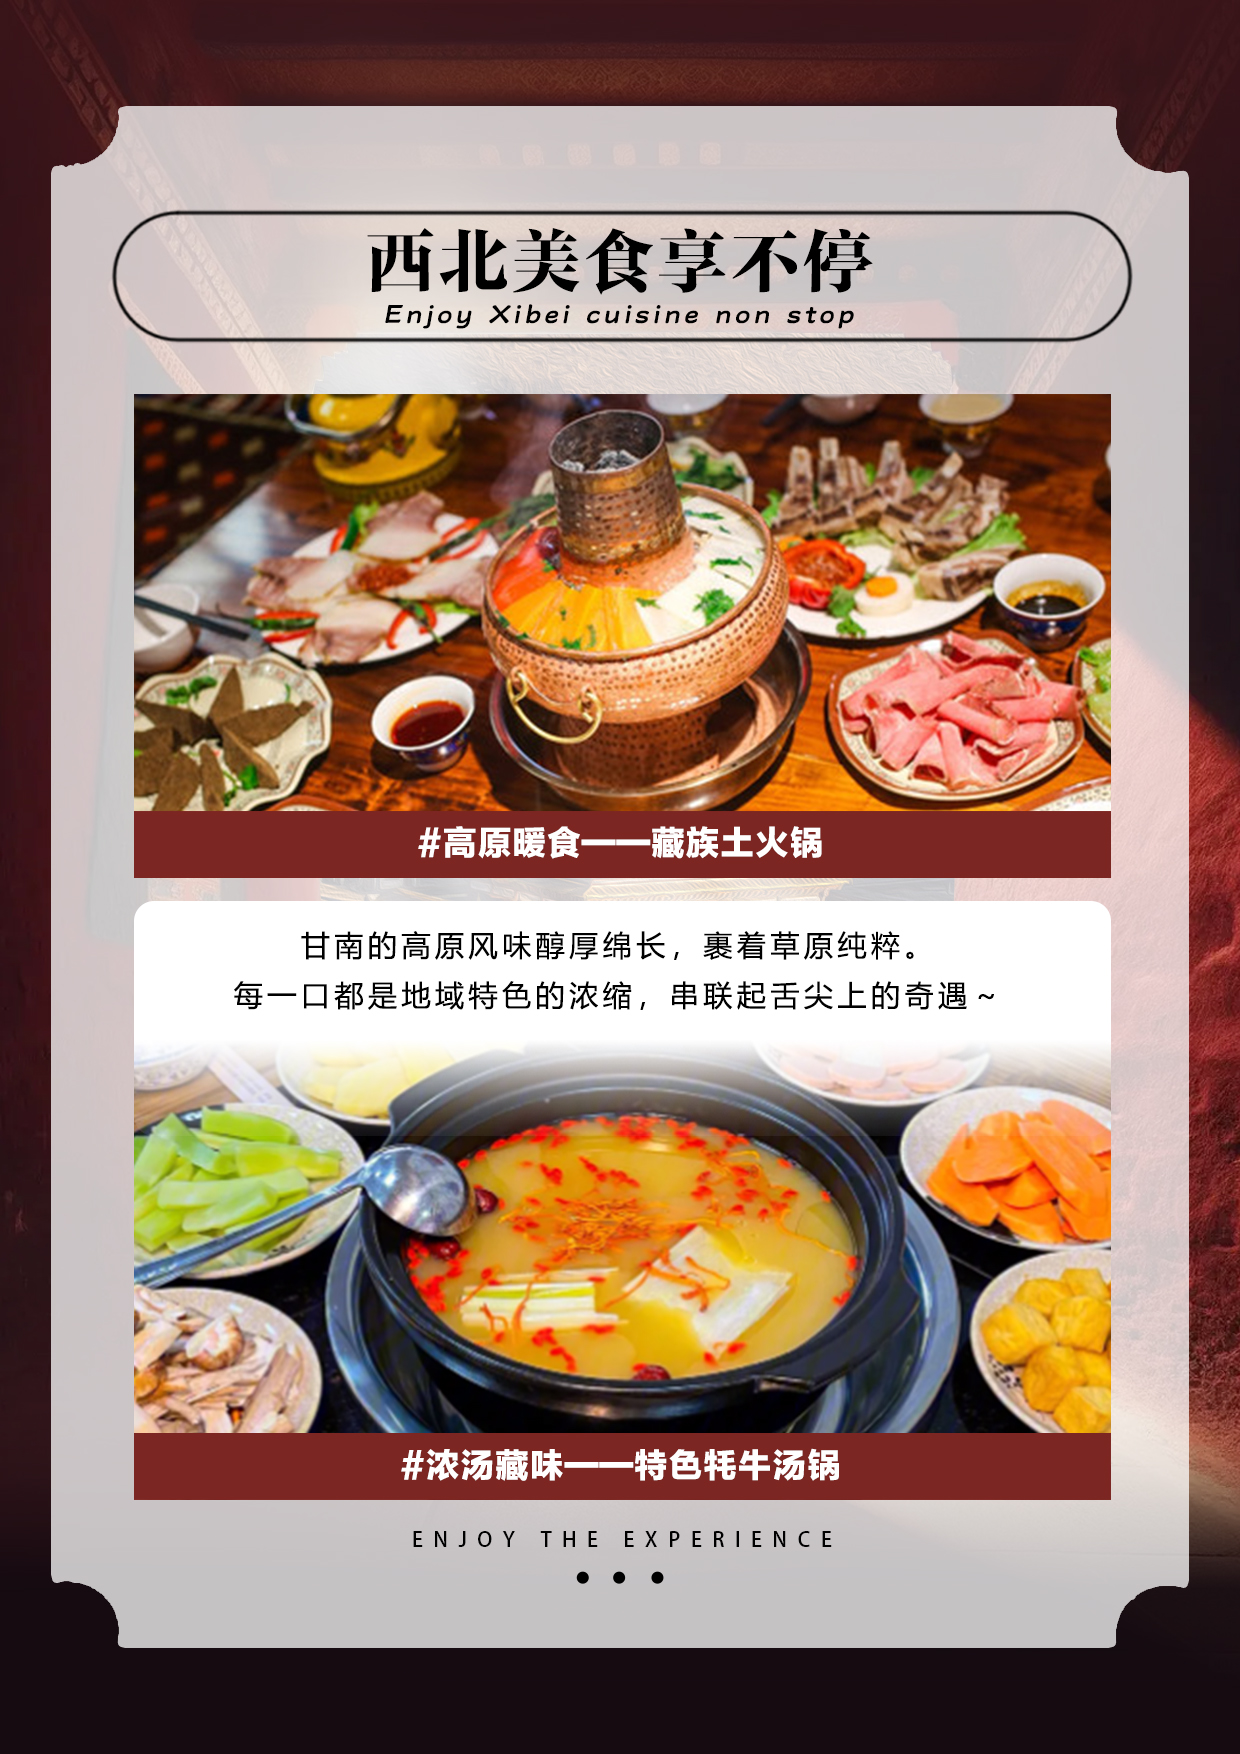 西北美食享不停
Enjoy Xibei cuisine non stop
#高原暖食——藏族土火锅
甘南的高原风味醇厚绵长，裹着草原纯粹。
每一口都是地域特色的浓缩，串联起舌尖上的奇遇~
#浓汤藏味——特色牦牛汤锅
ENJOY THE EXPERIENCE